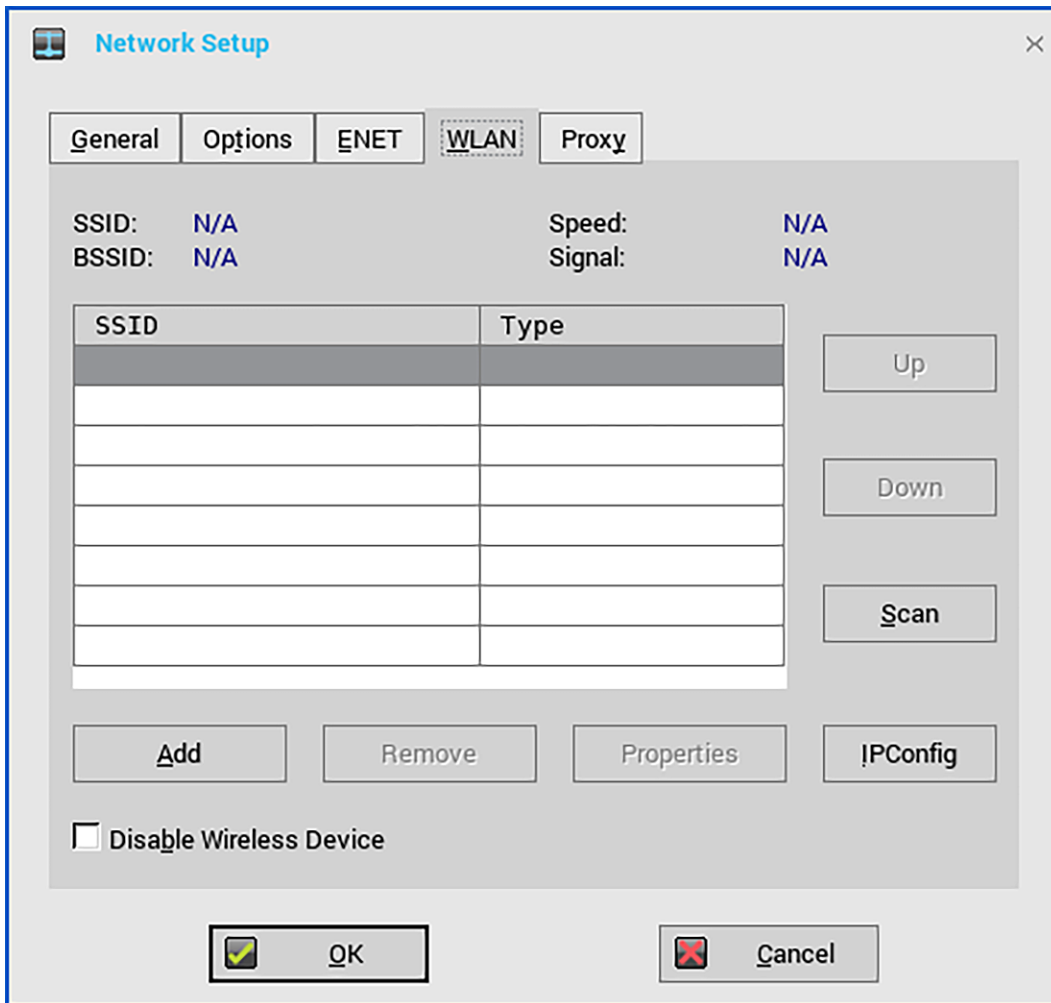 Network Setup
General Options ENET WLAN Proxy
SSID: N/A Speed: N/A
BSSID: N/A Signal: N/A
SSID Type
Up
Down
Scan
Add Remove Properties IPConfig
Disable Wireless Device
OK Cancel